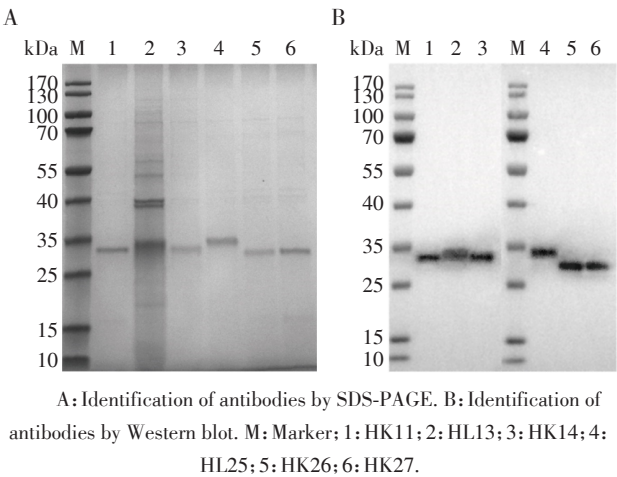 A
kDa M 1 2 3 4 5 6
170
130
100
70
55
40
35
25
15
10
B
kDa M 1 2 3 M 4 5 6
170
130
100
70
55
40
35
25
15
10
A:Identification of antibodies by SDS-PAGE. B:Identification of
antibodies by Western blot. M:Marker;1:HK11;2:HL13;3:HK14;4:
HL25;5:HK26;6:HK27.